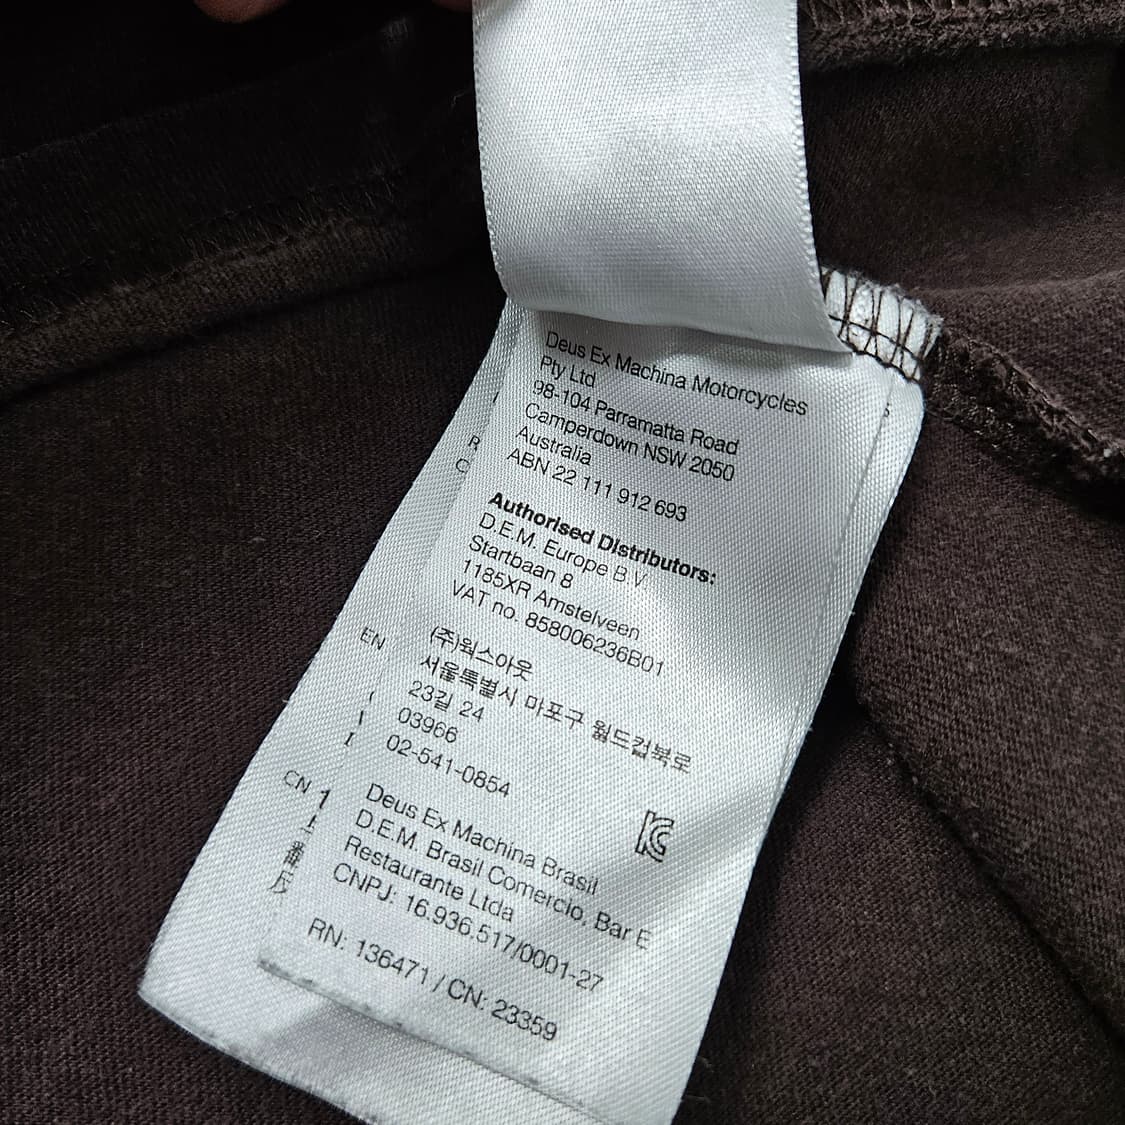 Deus Ex Machina Motorcycles
Pty Ltd
98-104 Parramatta Road
Camperdown NSW 2050
Australia
ABN 22 111 912 693
Authorised Distributors:
D.E.M. Europe B.V.
Startbaan 8
1185XR Amstelveen
VAT no. 858006236B01
(주)웍스아웃
서울특별시 마포구 월드컵북로
23길 24
03966
02-541-0854
Deus Ex Machina Brasil
D.E.M. Brasil Comercio, Bar E
Restaurante Ltda
CNPJ: 16.936.517/0001-27
RN: 136471 / CN: 23359
EN
CN